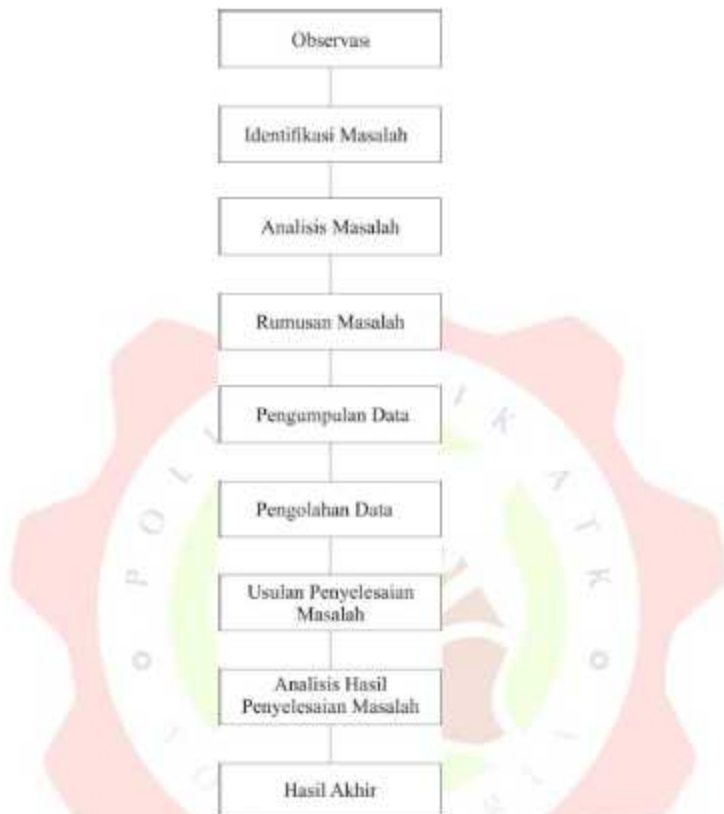 Observasi
Identifikasi Masalah
Analisis Masalah
Rumusan Masalah
Pengumpulan Data
Pengolahan Data
Usulan Penyelesaian
Masalah
Analisis Hasil
Penyelesaian Masalah
Hasil Akhir